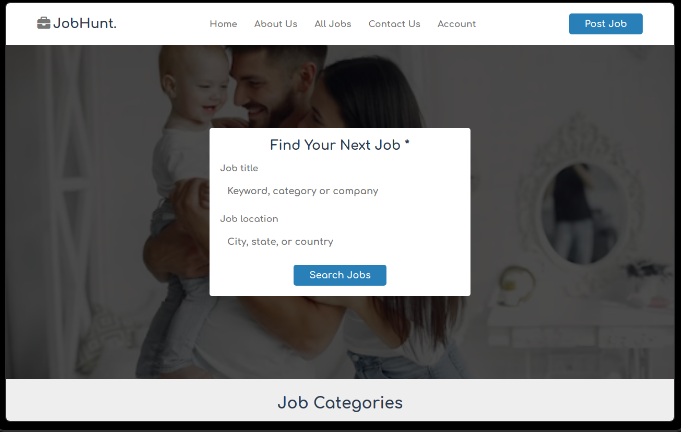 JobHunt.
Home About Us All Jobs Contact Us Account
Post Job
Find Your Next Job *
Job title
Keyword, category or company
Job location
City, state, or country
Search Jobs
Job Categories